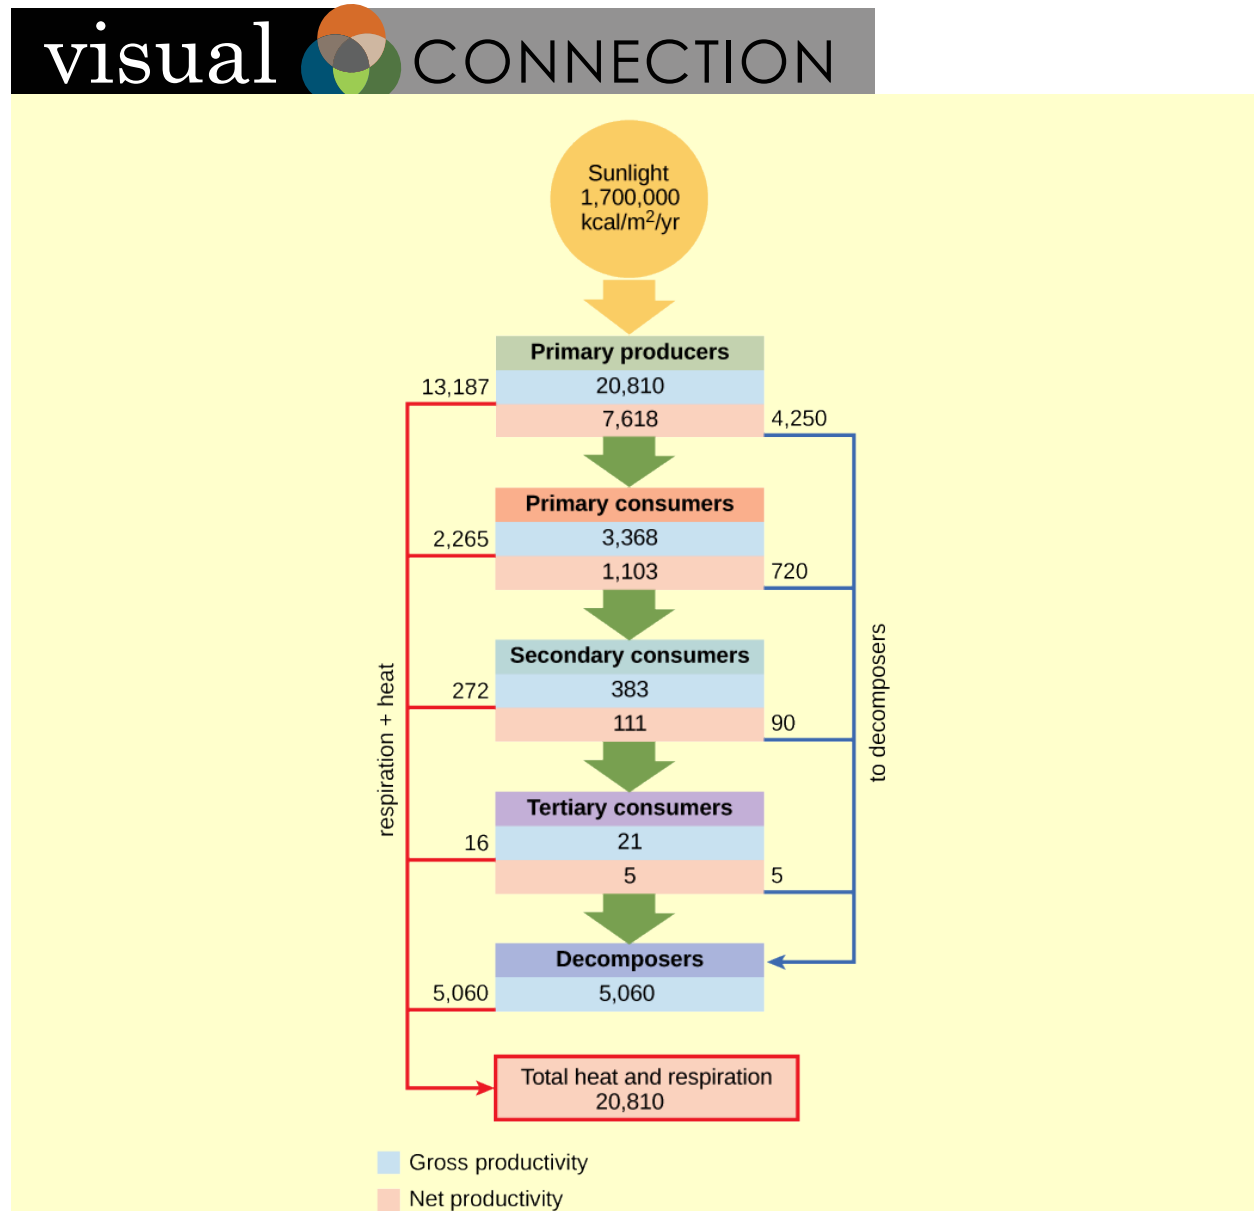 visual CONNECTION
Sunlight
1,700,000
kcal/m²/yr
Primary producers
13,187
20,810
7,618
4,250
Primary consumers
2,265
3,368
1,103
720
Secondary consumers
272
383
111
90
Tertiary consumers
16
21
5
5
Decomposers
5,060
5,060
respiration + heat
to decomposers
Total heat and respiration
20,810
Gross productivity
Net productivity